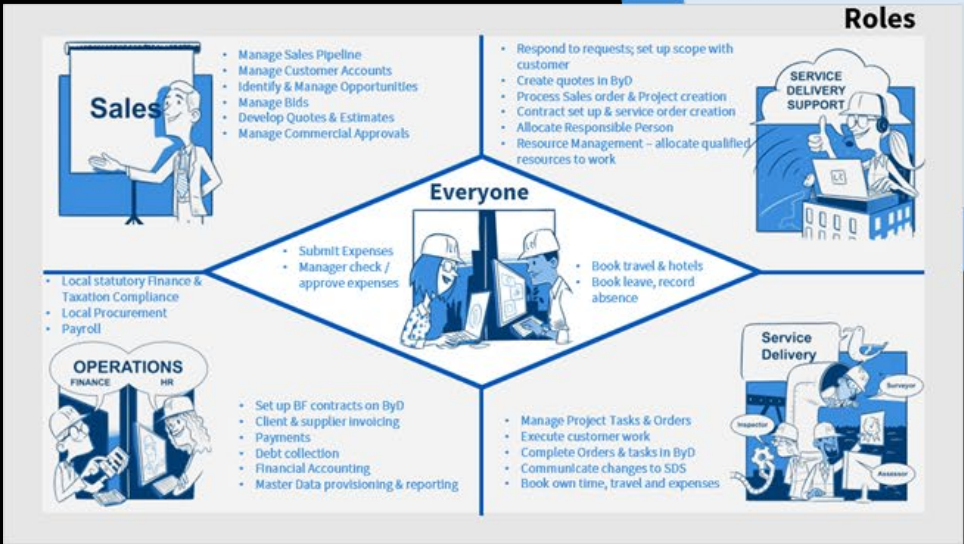 Roles
Sales
• Manage Sales Pipeline
• Manage Customer Accounts
• Identify & Manage Opportunities
• Manage Bids
• Develop Quotes & Estimates
• Manage Commercial Approvals
• Respond to requests; set up scope with
customer
• Create quotes in ByD
• Process Sales order & Project creation
• Contract set up & service order creation
• Allocate Responsible Person
• Resource Management – allocate qualified
resources to work
SERVICE
DELIVERY
SUPPORT
Everyone
• Submit Expenses
• Manager check /
approve expenses
• Book travel & hotels
• Book leave, record
absence
• Local statutory Finance &
Taxation Compliance
• Local Procurement
• Payroll
OPERATIONS
FINANCE HR
• Set up BF contracts on ByD
• Client & supplier invoicing
• Payments
• Debt collection
• Financial Accounting
• Master Data provisioning & reporting
• Manage Project Tasks & Orders
• Execute customer work
• Complete Orders & tasks in ByD
• Communicate changes to SDS
• Book own time, travel and expenses
Service
Delivery
Surveyor
Inspector
Assessor